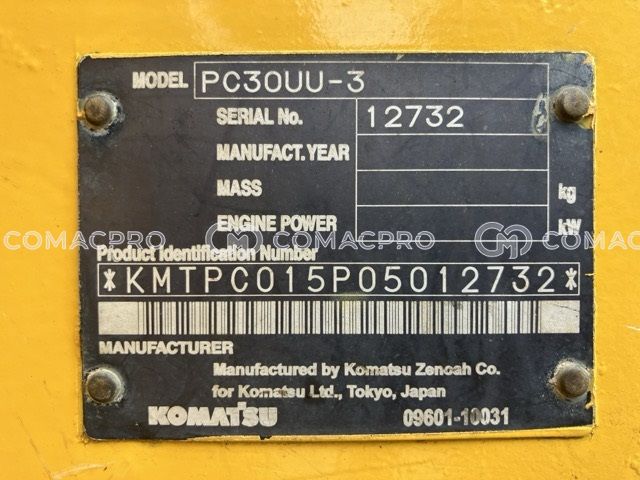 MODEL PC30UU-3
SERIAL No. 12732
MANUFACT. YEAR
MASS kg
ENGINE POWER kW
COMACPRO COMACPRO CM
Product Identification Number
*KMTPC015P05012732*
MANUFACTURER
Manufactured by Komatsu Zenoah Co.
for Komatsu Ltd., Tokyo, Japan
KOMATSU 09601-10031